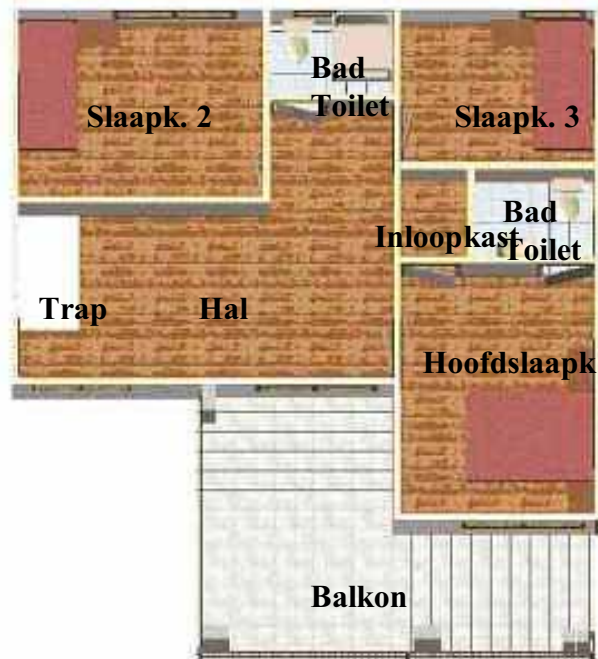 Bad
Toilet
Slaapk. 2
Slaapk. 3
Bad
Toilet
Inloopkast
Trap
Hal
Hoofdslaapk
Balkon